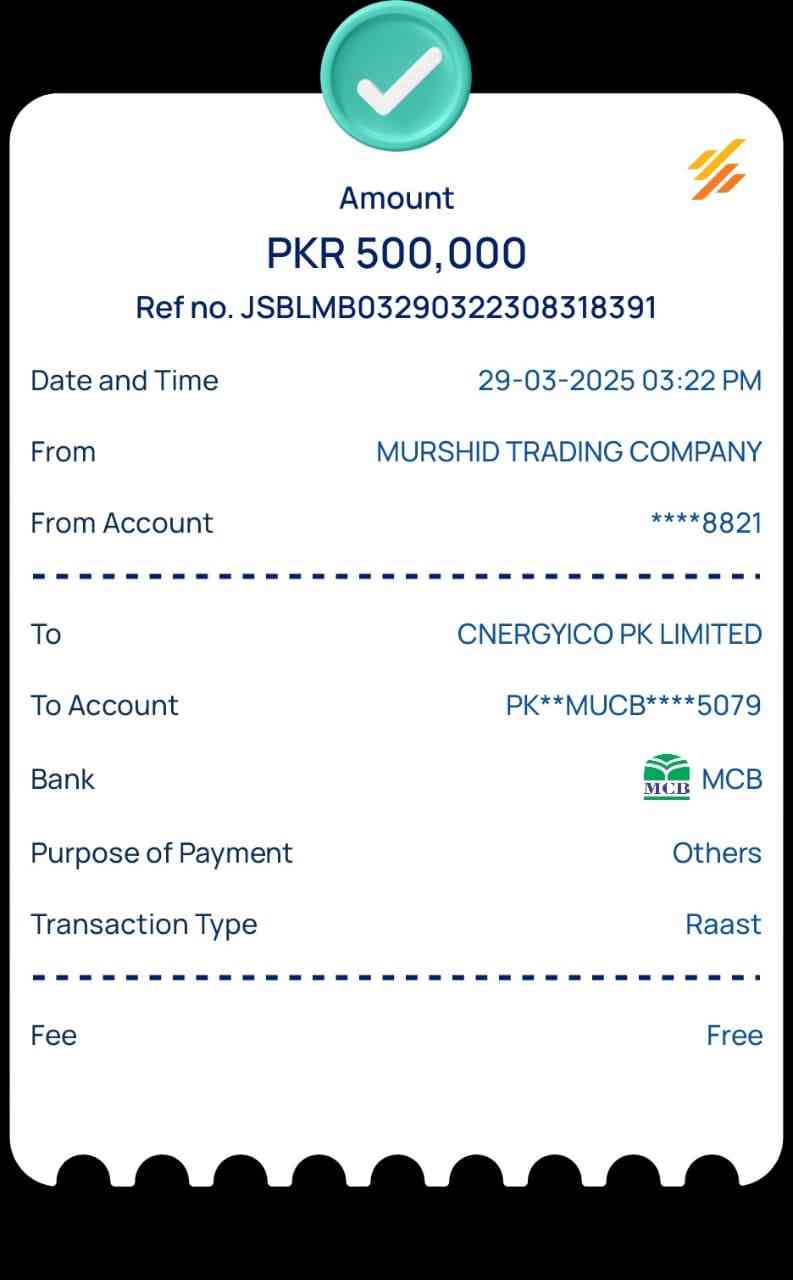 Amount
PKR 500,000
Ref no. JSBLMB03290322308318391
Date and Time 29-03-2025 03:22 PM
From MURSHID TRADING COMPANY
From Account ****8821
To CNERGYICO PK LIMITED
To Account PK**MUCB****5079
Bank MCB MCB
Purpose of Payment Others
Transaction Type Raast
Fee Free